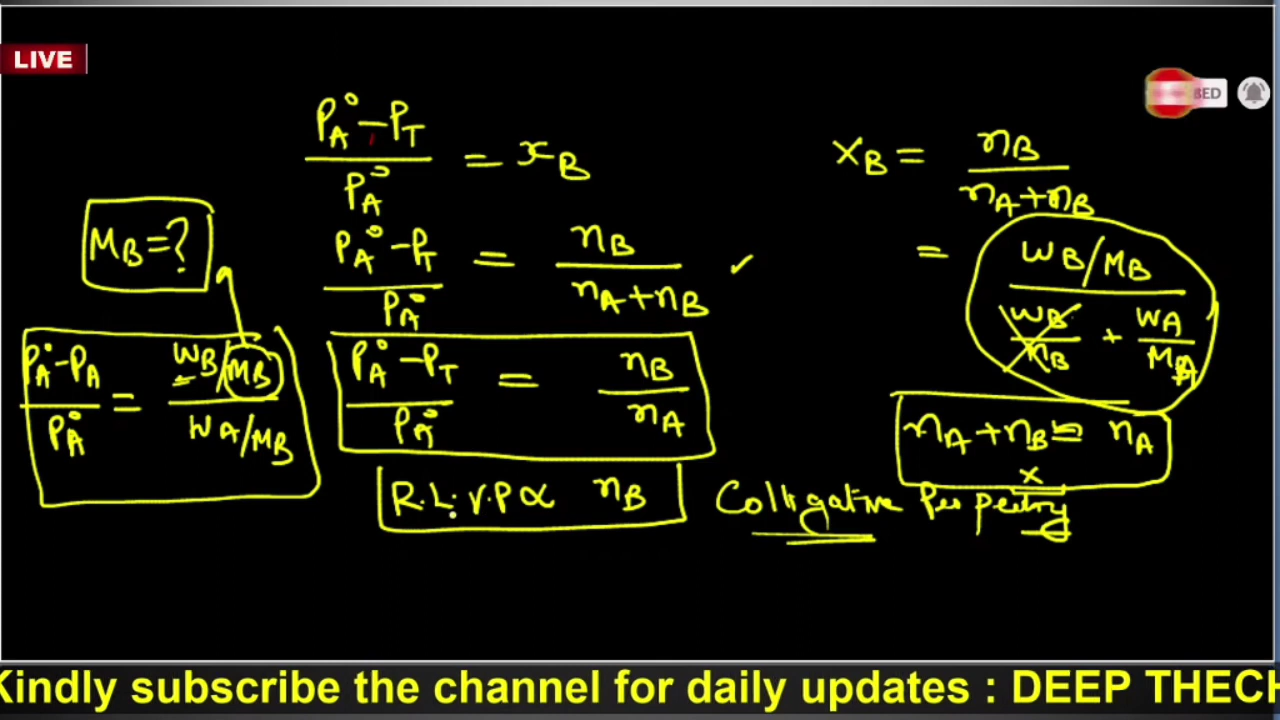 LIVE
BED
(P_A° – P_T) / P_A° = x_B
X_B = n_B / (n_A + n_B)
M_B = ?
(P_A° – P_T) / P_A° = n_B / (n_A + n_B) ✓
= (W_B/M_B) / (W_B/M_B + W_A/M_A)
(P_A° – P_A) / P_A° = (W_B/M_B) / (W_A/M_B)
(P_A° – P_T) / P_A° = n_B / n_A
n_A + n_B ≃ n_A
x
R.L.V.P ∝ n_B
Colligative
Kindly subscribe the channel for daily updates : DEEP THECH